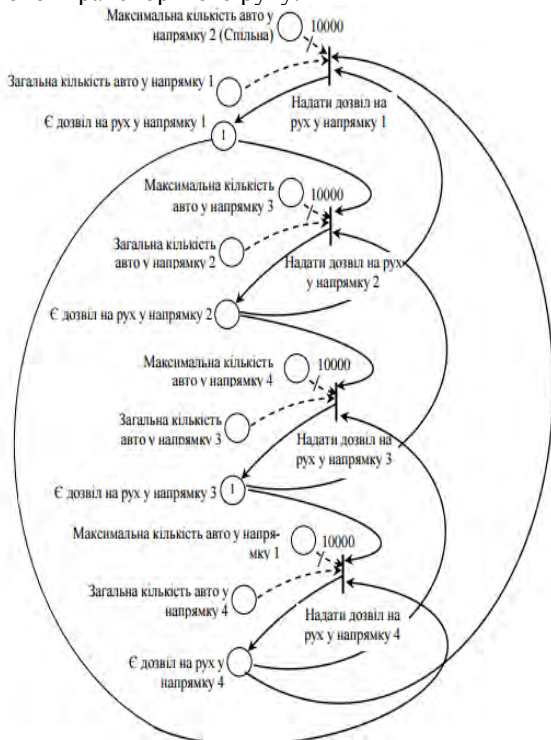 Максимальна кількість авто у
напрямку 2 (Спільна)
10000
Загальна кількість авто у напрямку 1
Надати дозвіл на
рух у напрямку 1
Є дозвіл на рух у напрямку 1
1
Максимальна кількість
авто у напрямку 3
10000
Загальна кількість
авто у напрямку 2
Надати дозвіл на рух
у напрямку 2
Є дозвіл на рух у напрямку 2
Максимальна кількість
авто у напрямку 4
10000
Загальна кількість
авто у напрямку 3
Надати дозвіл на
рух у напрямку 3
Є дозвіл на рух у напрямку 3
1
Максимальна кількість авто у напря-
мку 1
10000
Загальна кількість авто у
напрямку 4
Надати дозвіл на
рух у напрямку 4
Є дозвіл на рух у
напрямку 4